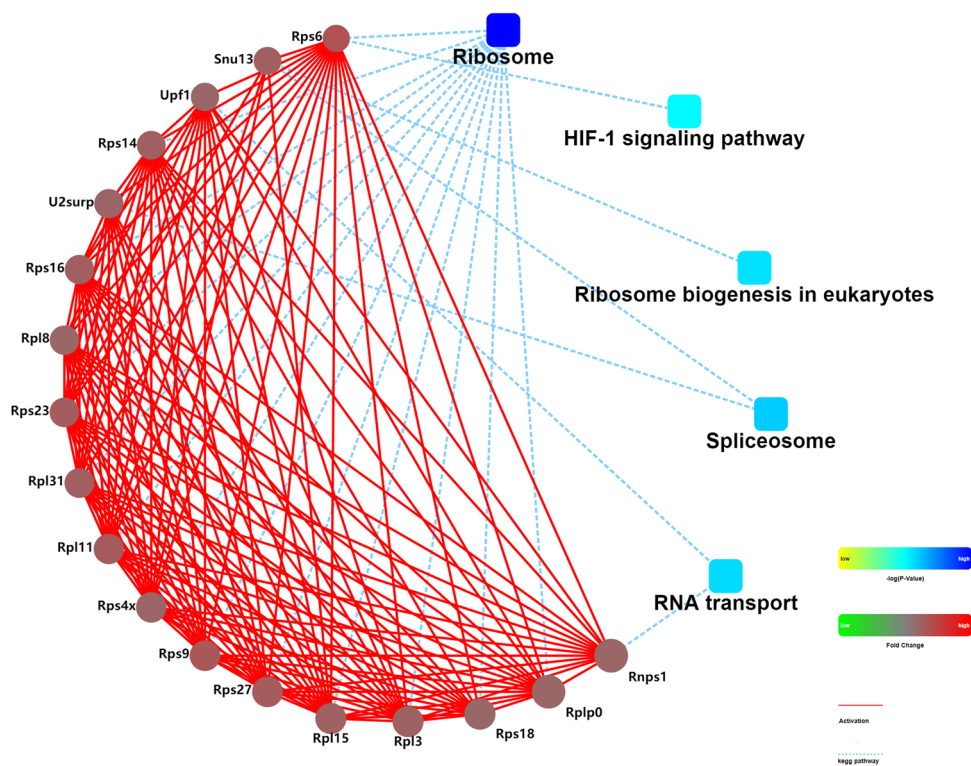 Rps6
Ribosome
Snu13
Upf1
HIF-1 signaling pathway
Rps14
U2surp
Rps16
Ribosome biogenesis in eukaryotes
Rpl8
Rps23
Spliceosome
Rpl31
Rpl11
low high
-log(P-Value)
Rps4x
RNA transport
low high
Fold Change
Rps9
Rnps1
Rps27
Rplp0
Rpl15
Rpl3
Rps18
Activation
kegg pathway